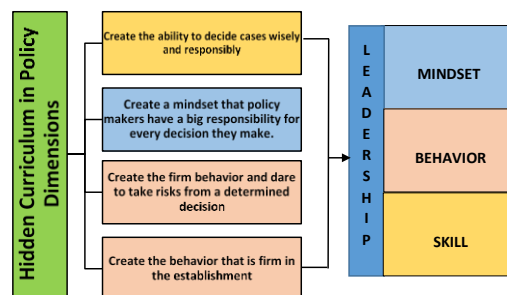 Hidden Curriculum in Policy
Dimensions
Create the ability to decide cases wisely
and responsibly
Create a mindset that policy
makers have a big responsibility for
every decision they make.
Create the firm behavior and dare
to take risks from a determined
decision
Create the behavior that is firm in
the establishment
LEADERSHIP
MINDSET
BEHAVIOR
SKILL